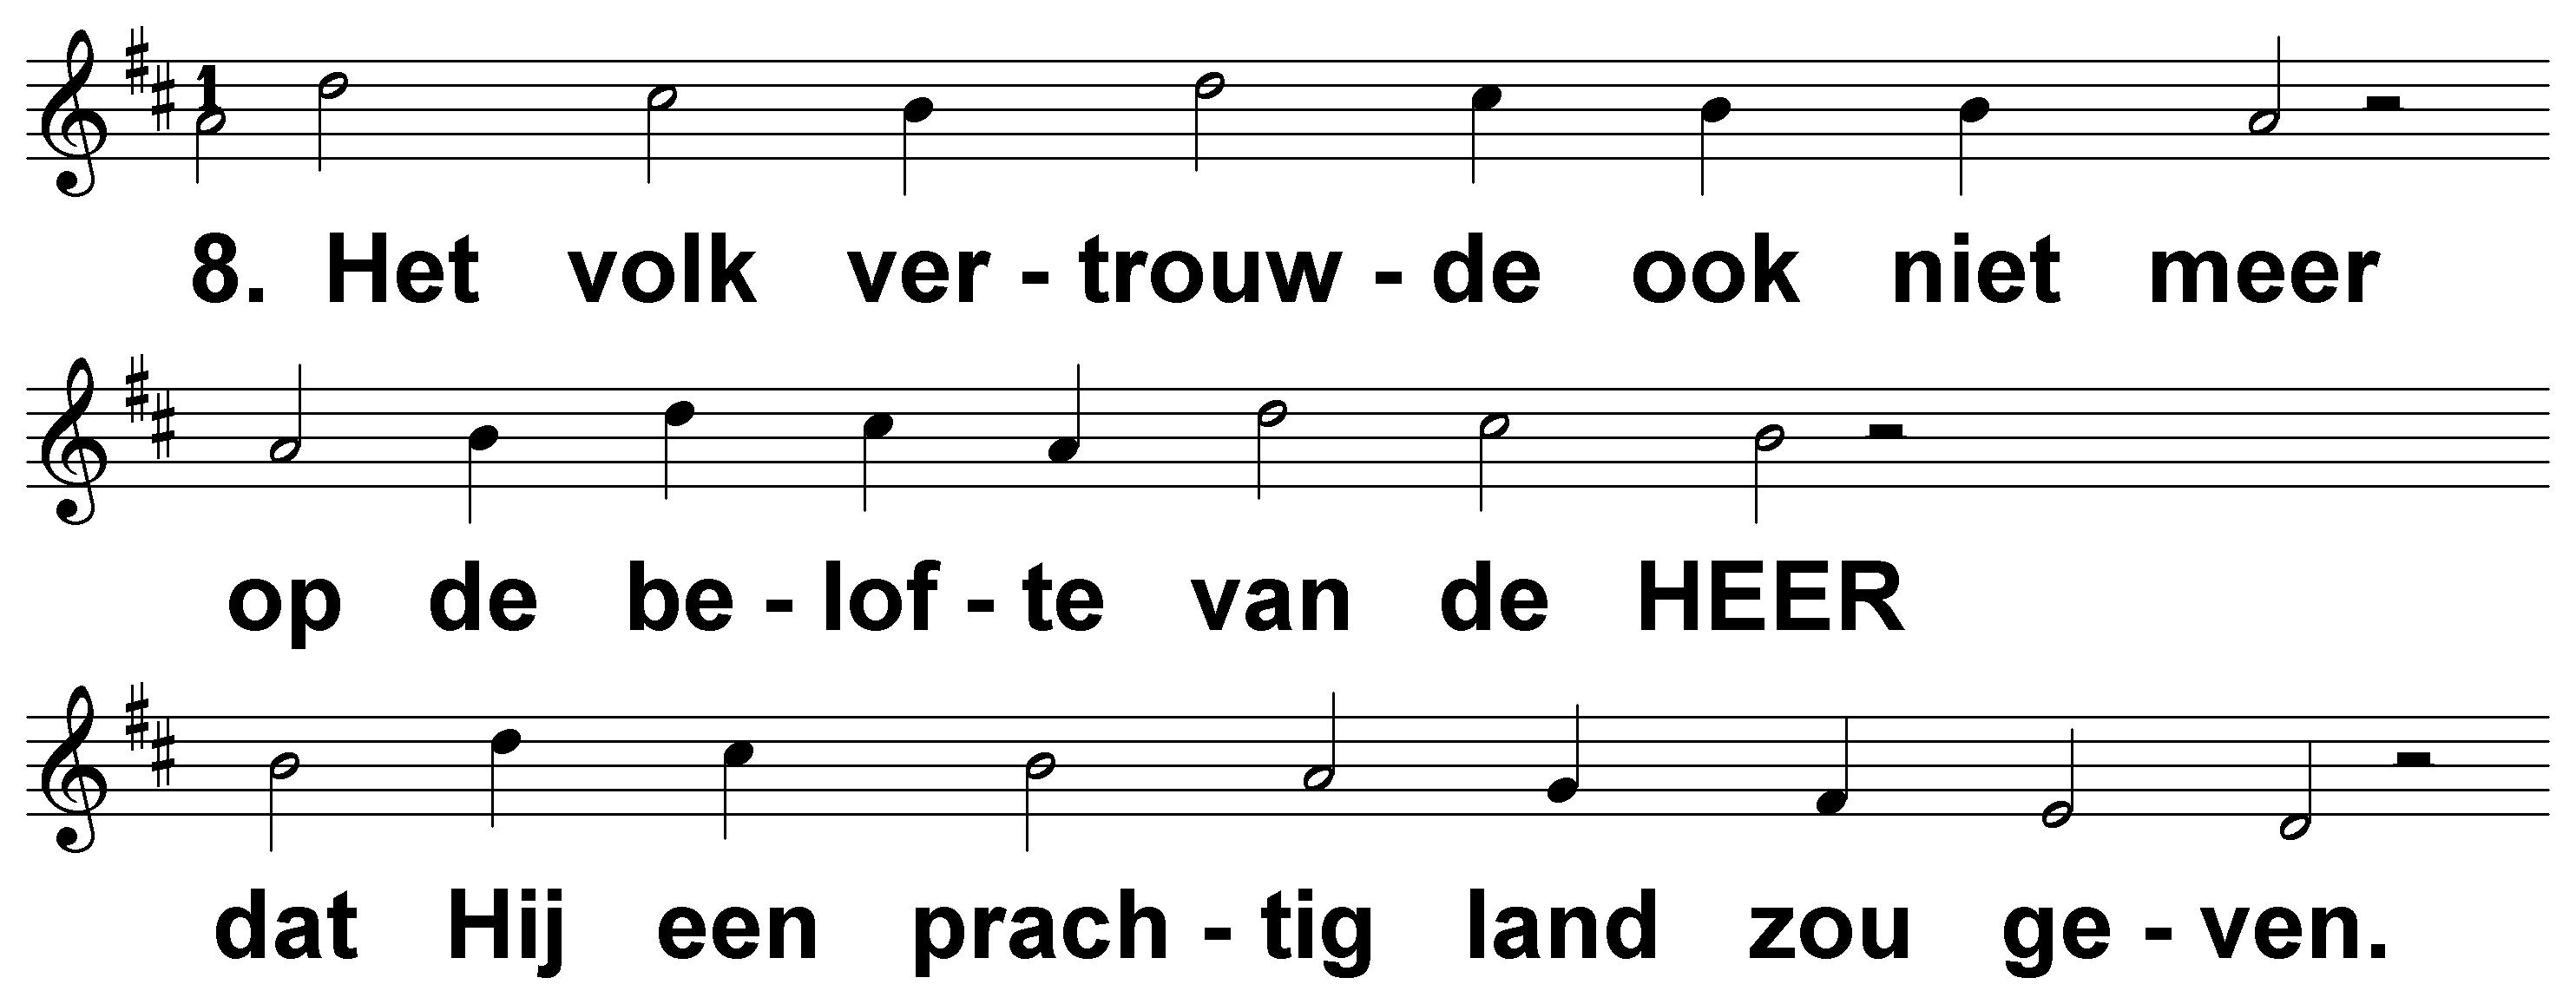 8. Het volk ver - trouw - de ook niet meer
op de be - lof - te van de HEER
dat Hij een prach - tig land zou ge - ven.